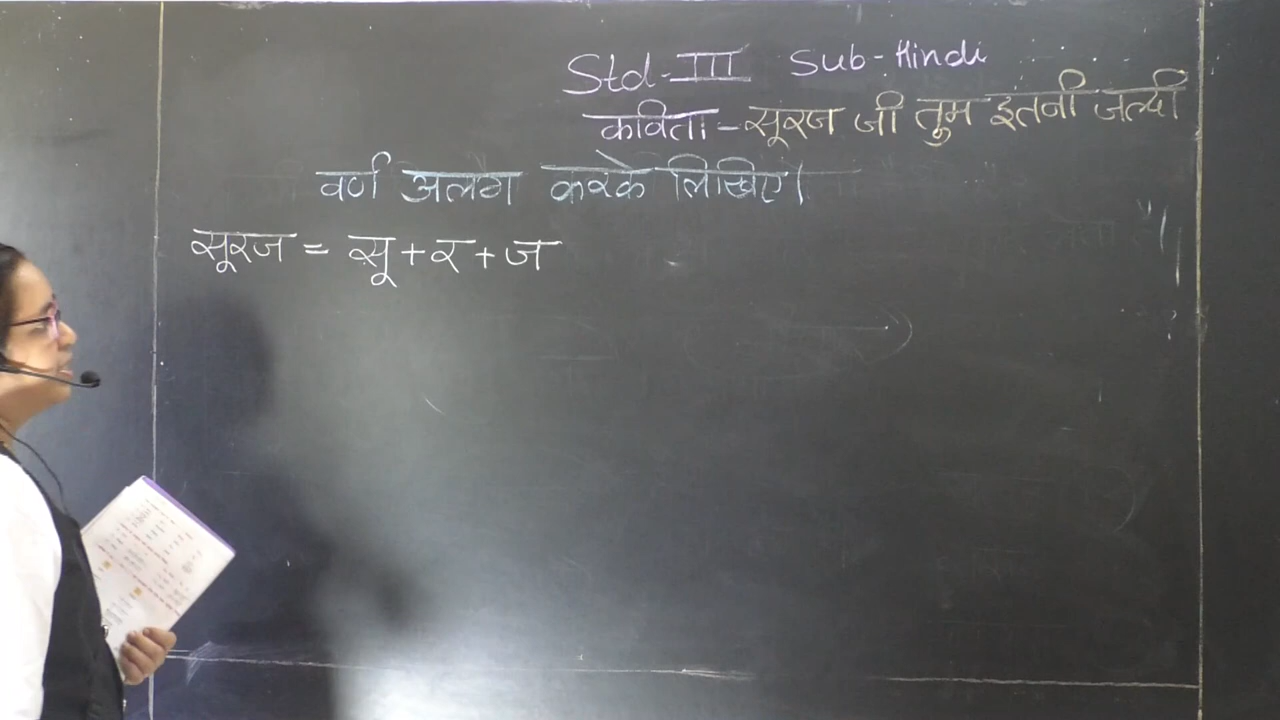 Std-III Sub-Hindi
कविता - सूरज जी तुम इतनी जल्दी
वर्ण अलग करके लिखिए।
सूरज = सू + र + ज